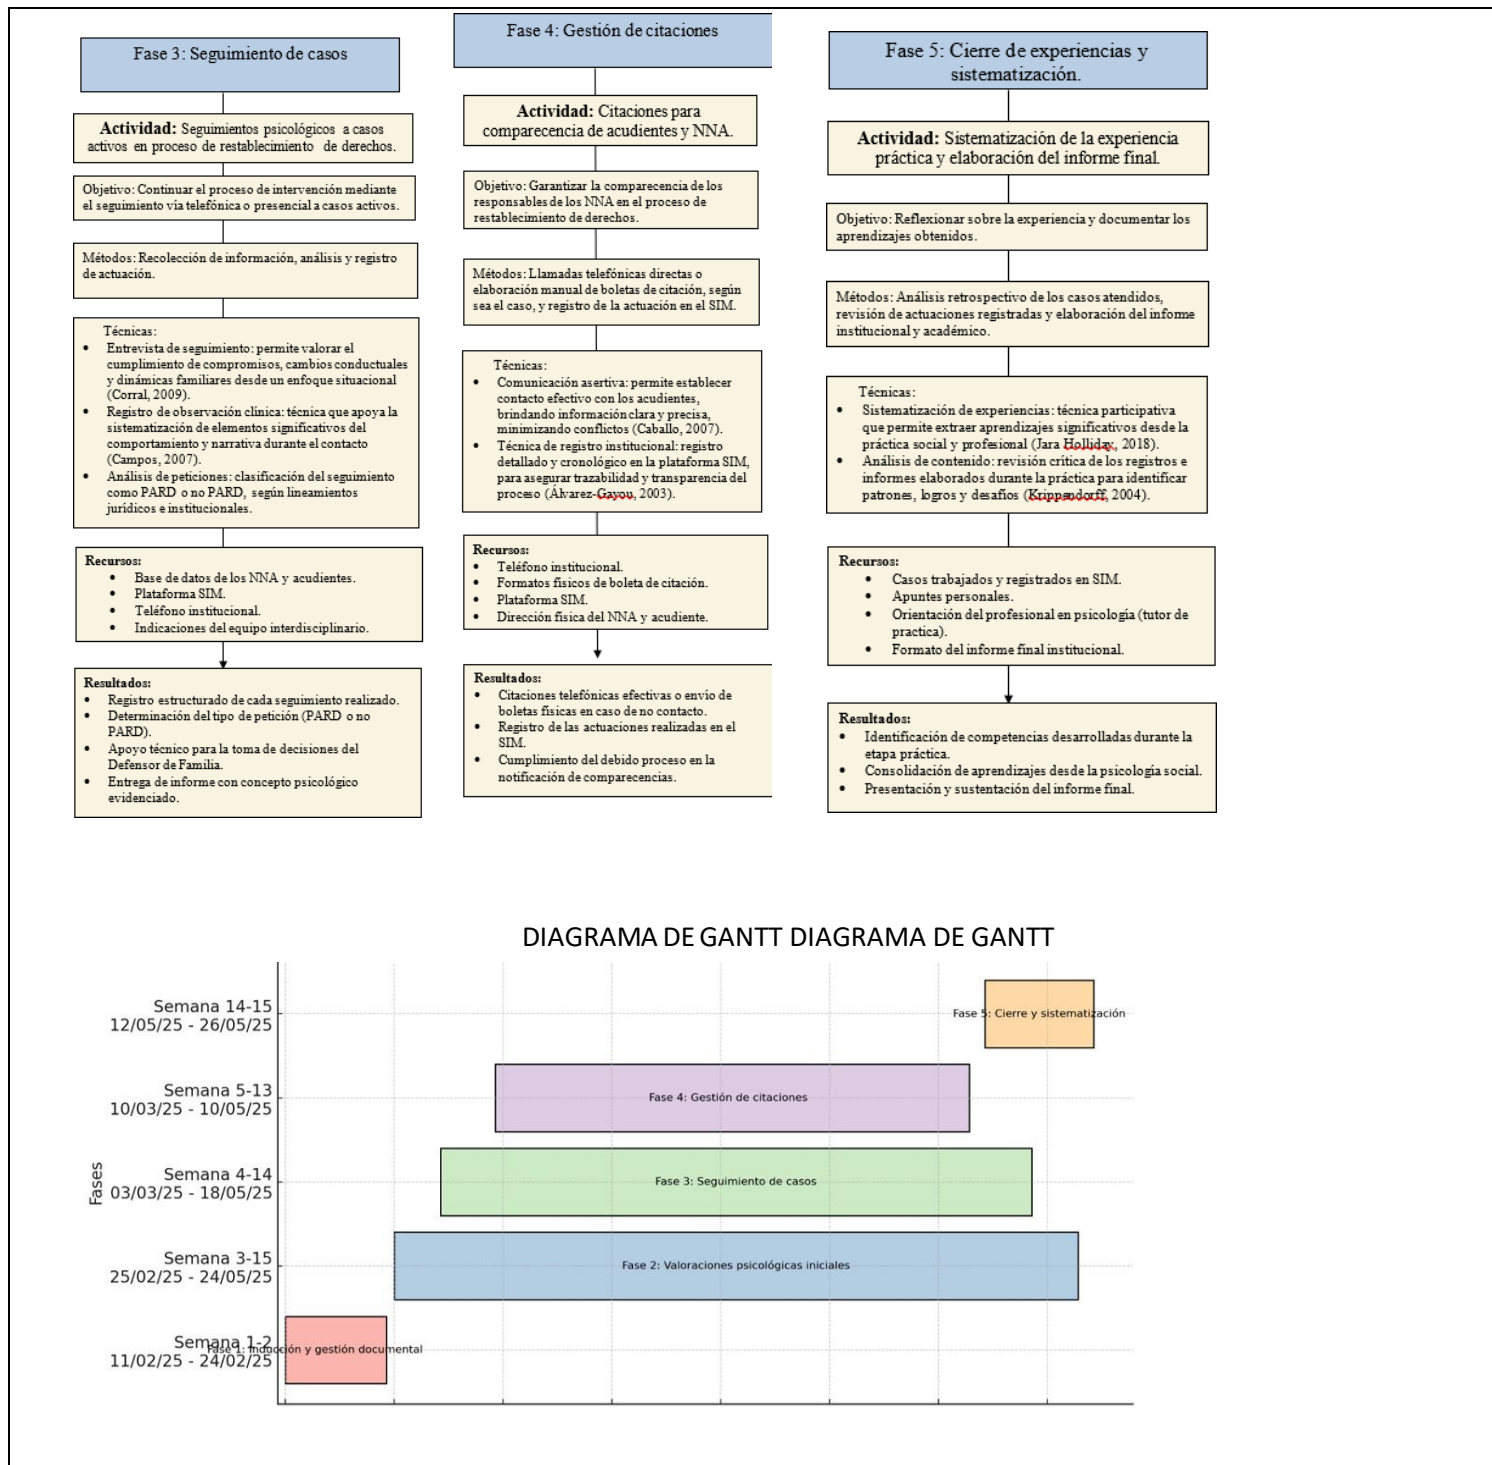 Fase 3: Seguimiento de casos
Actividad: Seguimientos psicológicos a casos
activos en proceso de restablecimiento de derechos.
Objetivo: Continuar el proceso de intervención mediante
el seguimiento vía telefónica o presencial a casos activos.
Métodos: Recolección de información, análisis y registro
de actuación.
Técnicas:
• Entrevista de seguimiento: permite valorar el
cumplimiento de compromisos, cambios conductuales
y dinámicas familiares desde un enfoque situacional
(Corral, 2009).
• Registro de observación clínica: técnica que apoya la
sistematización de elementos significativos del
comportamiento y narrativa durante el contacto
(Campos, 2007).
• Análisis de peticiones: clasificación del seguimiento
como PARD o no PARD, según lineamientos
jurídicos e institucionales.
Recursos:
• Base de datos de los NNA y acudientes.
• Plataforma SIM.
• Teléfono institucional.
• Indicaciones del equipo interdisciplinario.
Resultados:
• Registro estructurado de cada seguimiento realizado.
• Determinación del tipo de petición (PARD o no
PARD).
• Apoyo técnico para la toma de decisiones del
Defensor de Familia.
• Entrega de informe con concepto psicológico
evidenciado.
Fase 4: Gestión de citaciones
Actividad: Citaciones para
comparecencia de acudientes y NNA.
Objetivo: Garantizar la comparecencia de los
responsables de los NNA en el proceso de
restablecimiento de derechos.
Métodos: Llamadas telefónicas directas o
elaboración manual de boletas de citación, según
sea el caso, y registro de la actuación en el SIM.
Técnicas:
• Comunicación asertiva: permite establecer
contacto efectivo con los acudientes,
brindando información clara y precisa,
minimizando conflictos (Caballo, 2007).
• Técnica de registro institucional: registro
detallado y cronológico en la plataforma SIM,
para asegurar trazabilidad y transparencia del
proceso (Álvarez-Gayou, 2003).
Recursos:
• Teléfono institucional.
• Formatos físicos de boleta de citación.
• Plataforma SIM.
• Dirección física del NNA y acudiente.
Resultados:
• Citaciones telefónicas efectivas o envío de
boletas físicas en caso de no contacto.
• Registro de las actuaciones realizadas en el
SIM.
• Cumplimiento del debido proceso en la
notificación de comparecencias.
Fase 5: Cierre de experiencias y
sistematización.
Actividad: Sistematización de la experiencia
práctica y elaboración del informe final.
Objetivo: Reflexionar sobre la experiencia y documentar los
aprendizajes obtenidos.
Métodos: Análisis retrospectivo de los casos atendidos,
revisión de actuaciones registradas y elaboración del informe
institucional y académico.
Técnicas:
• Sistematización de experiencias: técnica participativa
que permite extraer aprendizajes significativos desde la
práctica social y profesional (Jara Holliday, 2018).
• Análisis de contenido: revisión crítica de los registros e
informes elaborados durante la práctica para identificar
patrones, logros y desafíos (Krippendorff, 2004).
Recursos:
• Casos trabajados y registrados en SIM.
• Apuntes personales.
• Orientación del profesional en psicología (tutor de
practica).
• Formato del informe final institucional.
Resultados:
• Identificación de competencias desarrolladas durante la
etapa práctica.
• Consolidación de aprendizajes desde la psicología social.
• Presentación y sustentación del informe final.
DIAGRAMA DE GANTT DIAGRAMA DE GANTT
Fases
Semana 14-15
12/05/25 - 26/05/25
Fase 5: Cierre y sistematización
Semana 5-13
10/03/25 - 10/05/25
Fase 4: Gestión de citaciones
Semana 4-14
03/03/25 - 18/05/25
Fase 3: Seguimiento de casos
Semana 3-15
25/02/25 - 24/05/25
Fase 2: Valoraciones psicológicas iniciales
Semana 1-2
11/02/25 - 24/02/25
Fase 1: Inducción y gestión documental